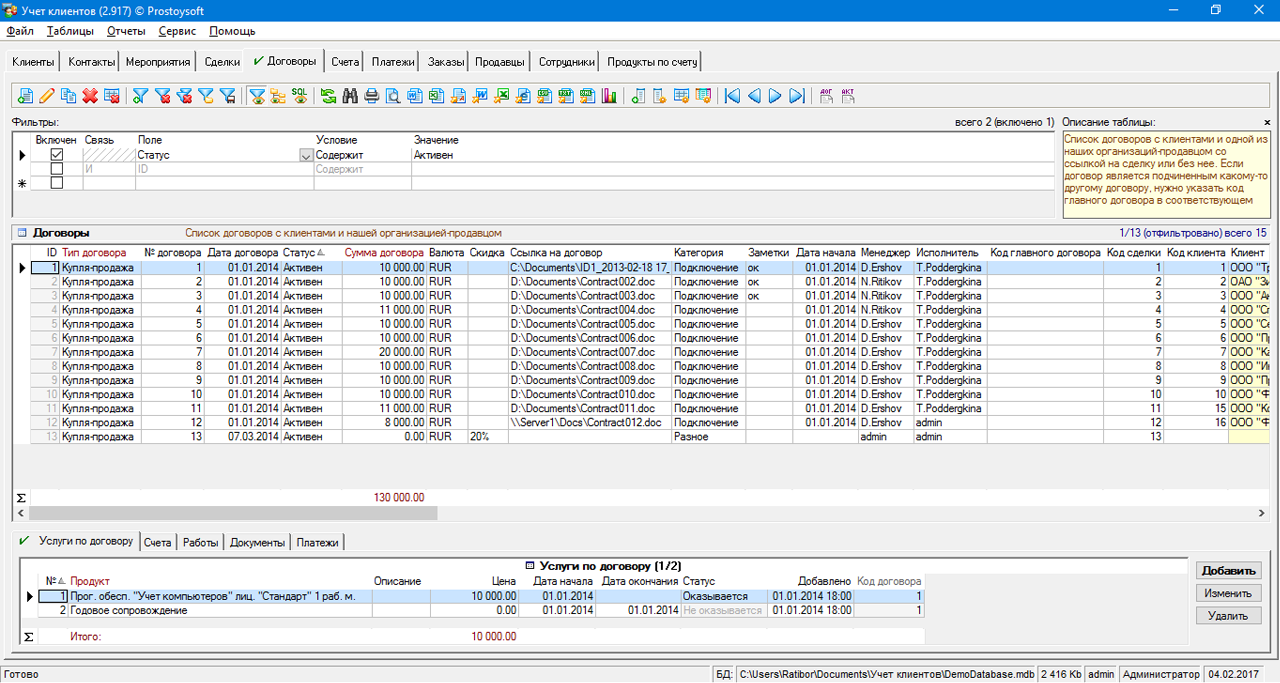 Учет клиентов (2.917) © Prostoysoft
Файл Таблицы Отчеты Сервис Помощь
Клиенты Контакты Мероприятия Сделки Договоры Счета Платежи Заказы Продавцы Сотрудники Продукты по счету
SQL ДОГ АКТ
Фильтры: всего 2 (включено 1) Описание таблицы:
Включен Связь Поле Условие Значение
Статус Содержит Активен
И ID Содержит
Список договоров с клиентами и одной из
наших организаций-продавцом со
ссылкой на сделку или без нее. Если
договор является подчиненным какому-то
другому договору, нужно указать код
главного договора в соответствующем
Договоры Список договоров с клиентами и нашей организацией-продавцом 1/13 (отфильтровано) всего 15
ID Тип договора № договора Дата договора Статус Сумма договора Валюта Скидка Ссылка на договор Категория Заметки Дата начала Менеджер Исполнитель Код главного договора Код сделки Код клиента Клиент
1 Купля-продажа 1 01.01.2014 Активен 10 000.00 RUR C:\Documents\ID1_2013-02-18 17_ Подключение ок 01.01.2014 D.Ershov T.Poddergkina 1 1 ООО "Тр
2 Купля-продажа 2 01.01.2014 Активен 10 000.00 RUR D:\Documents\Contract002.doc Подключение ок 01.01.2014 N.Ritikov T.Poddergkina 2 2 ОАО "Зи
3 Купля-продажа 3 01.01.2014 Активен 10 000.00 RUR D:\Documents\Contract003.doc Подключение ок 01.01.2014 N.Ritikov T.Poddergkina 3 3 ООО "Ан
4 Купля-продажа 4 01.01.2014 Активен 11 000.00 RUR D:\Documents\Contract004.doc Подключение 01.01.2014 N.Ritikov T.Poddergkina 4 4 ООО "Сп
5 Купля-продажа 5 01.01.2014 Активен 10 000.00 RUR D:\Documents\Contract005.doc Подключение 01.01.2014 D.Ershov T.Poddergkina 5 5 ООО "Се
6 Купля-продажа 6 01.01.2014 Активен 10 000.00 RUR D:\Documents\Contract006.doc Подключение 01.01.2014 D.Ershov T.Poddergkina 6 6 ООО "Пр
7 Купля-продажа 7 01.01.2014 Активен 20 000.00 RUR D:\Documents\Contract007.doc Подключение 01.01.2014 D.Ershov T.Poddergkina 7 7 ООО "Ка
8 Купля-продажа 8 01.01.2014 Активен 10 000.00 RUR D:\Documents\Contract008.doc Подключение 01.01.2014 D.Ershov T.Poddergkina 8 8 ООО "Ин
9 Купля-продажа 9 01.01.2014 Активен 10 000.00 RUR D:\Documents\Contract009.doc Подключение 01.01.2014 D.Ershov T.Poddergkina 9 9 ООО "Пр
10 Купля-продажа 10 01.01.2014 Активен 10 000.00 RUR D:\Documents\Contract010.doc Подключение 01.01.2014 D.Ershov T.Poddergkina 10 10 ООО "Ф
11 Купля-продажа 11 01.01.2014 Активен 11 000.00 RUR D:\Documents\Contract011.doc Подключение 01.01.2014 D.Ershov T.Poddergkina 11 15 ООО "Ко
12 Купля-продажа 12 01.01.2014 Активен 8 000.00 RUR \\Server1\Docs\Contract012.doc Подключение 01.01.2014 D.Ershov admin 12 16 ООО "Ф
13 Купля-продажа 13 07.03.2014 Активен 0.00 RUR 20% Разное admin admin 13
Σ 130 000.00
Услуги по договору Счета Работы Документы Платежи
Услуги по договору (1/2)
№ Продукт Описание Цена Дата начала Дата окончания Статус Добавлено Код договора
1 Прог. обесп. "Учет компьютеров" лиц. "Стандарт" 1 раб. м. 10 000.00 01.01.2014 Оказывается 01.01.2014 18:00 1
2 Годовое сопровождение 0.00 01.01.2014 01.01.2014 Не оказывается 01.01.2014 18:00 1
Σ Итого: 10 000.00
Добавить
Изменить
Удалить
Готово БД: C:\Users\Ratibor\Documents\Учет клиентов\DemoDatabase.mdb 2 416 Kb admin Администратор 04.02.2017